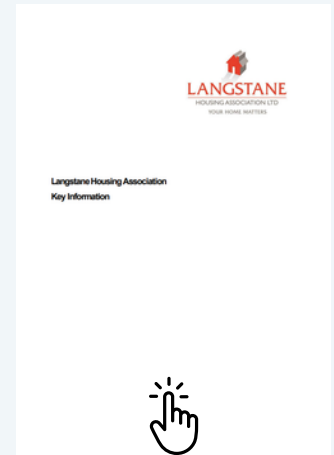 LANGSTANE
HOUSING ASSOCIATION LTD
YOUR HOME MATTERS
Langstane Housing Association
Key Information